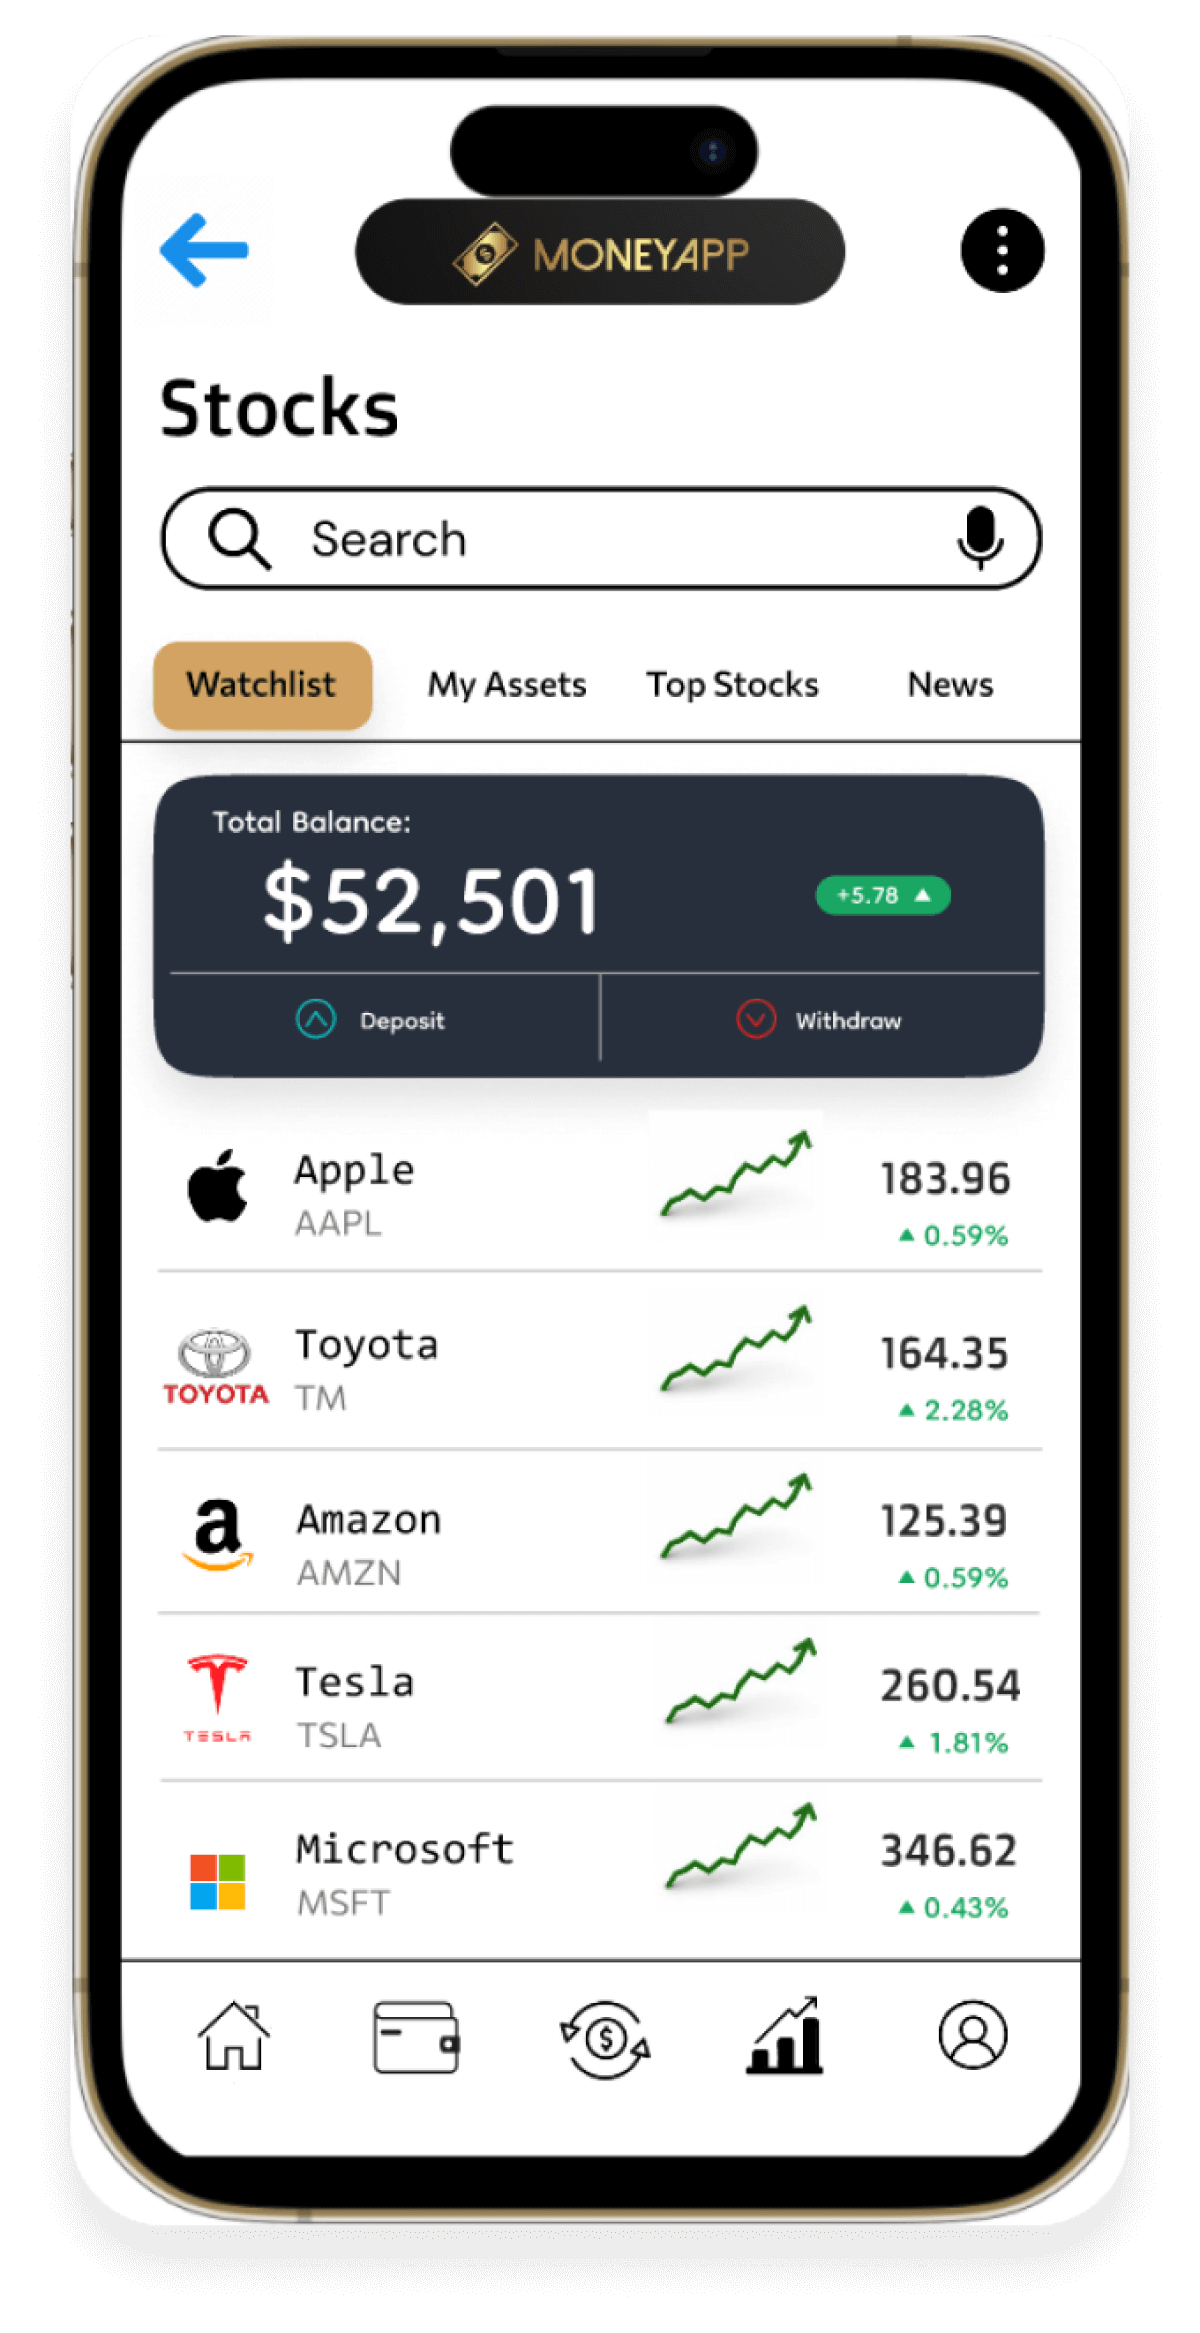 MONEYAPP
Stocks
Search
Watchlist My Assets Top Stocks News
Total Balance:
$52,501
+5.78 ▲
Deposit Withdraw
Apple
AAPL
183.96
▲ 0.59%
TOYOTA
Toyota
TM
164.35
▲ 2.28%
a
Amazon
AMZN
125.39
▲ 0.59%
TESLA
Tesla
TSLA
260.54
▲ 1.81%
Microsoft
MSFT
346.62
▲ 0.43%
$